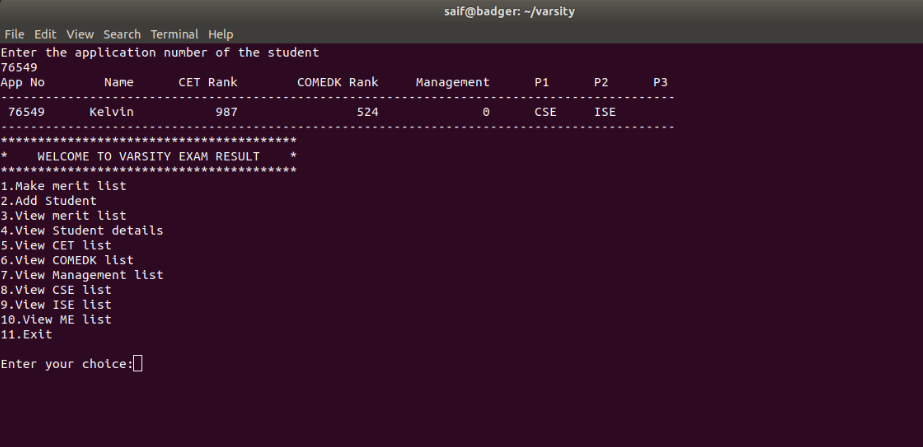 saif@badger: ~/varsity
File Edit View Search Terminal Help
Enter the application number of the student
76549
App No        Name      CET Rank        COMEDK Rank     Management      P1      P2      P3
-------------------------------------------------------------------------------------------
 76549      Kelvin           987                524              0      CSE     ISE
-------------------------------------------------------------------------------------------
****************************************
*    WELCOME TO VARSITY EXAM RESULT    *
****************************************
1.Make merit list
2.Add Student
3.View merit list
4.View Student details
5.View CET list
6.View COMEDK list
7.View Management list
8.View CSE list
9.View ISE list
10.View ME list
11.Exit
Enter your choice: